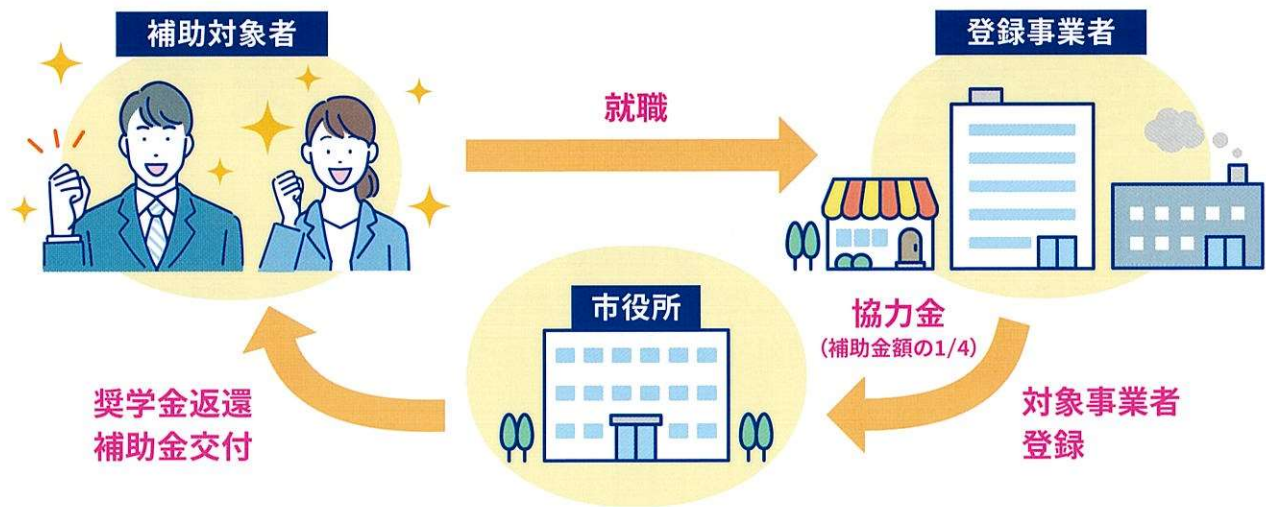 補助対象者
登録事業者
就職
市役所
協力金
（補助金額の1/4）
奨学金返還
補助金交付
対象事業者
登録